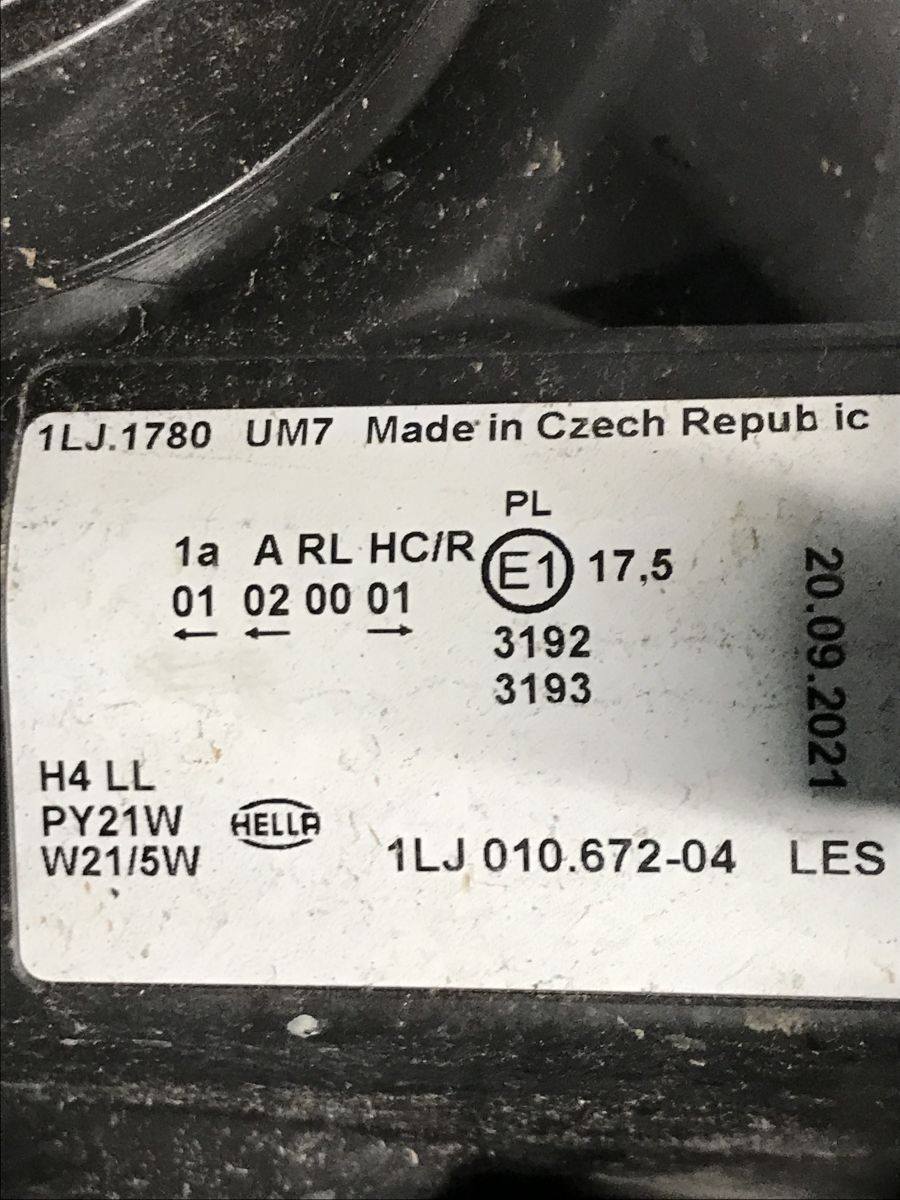 1LJ.1780 UM7 Made in Czech Repub ic
PL
1a A RL HC/R E1 17,5
01 02 00 01
← ← →
3192
3193
20.09.2021
H4 LL
PY21W
W21/5W
HELLA
1LJ 010.672-04 LES